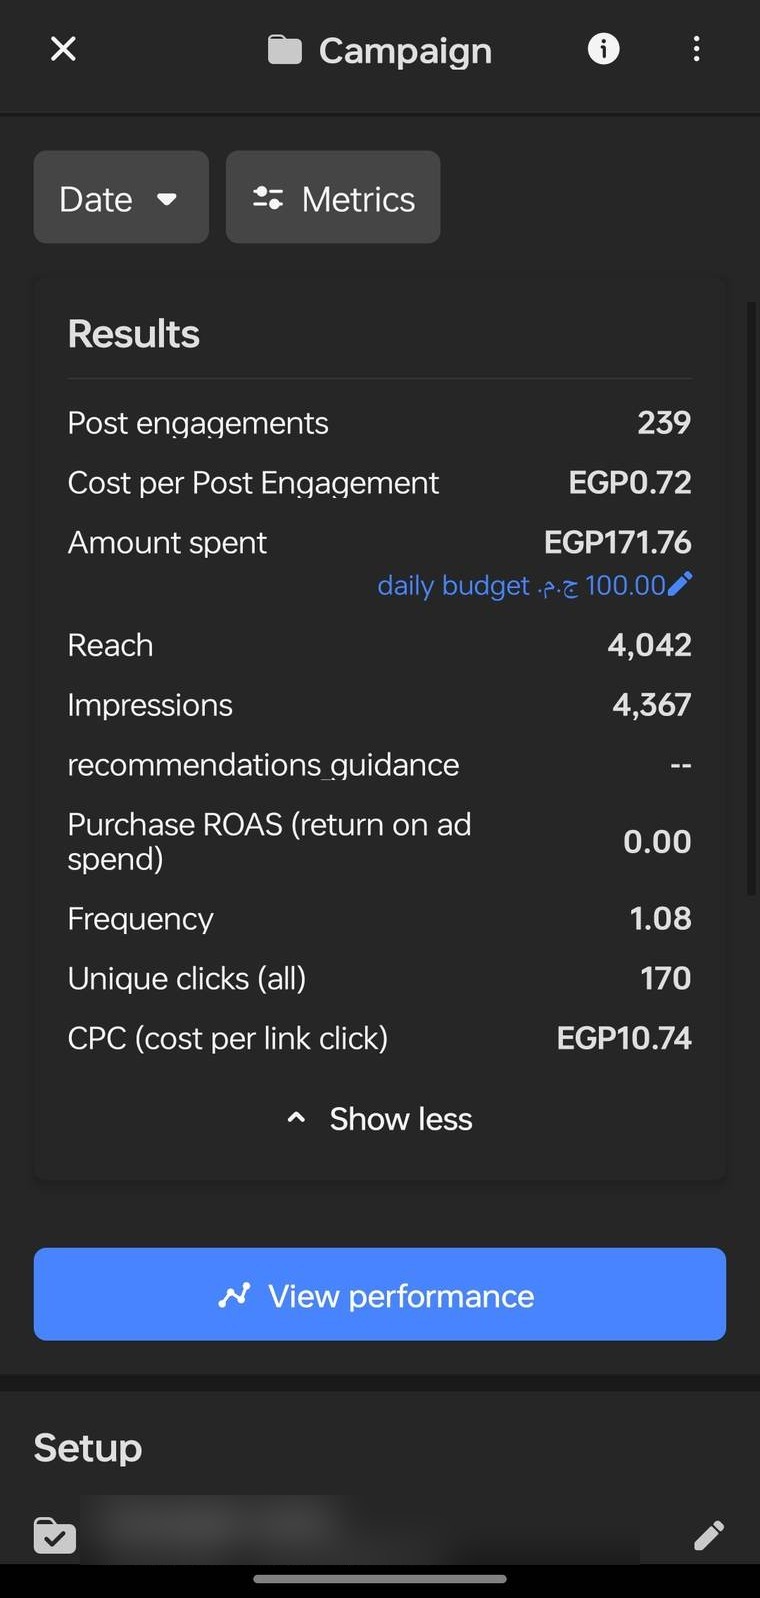 Campaign
Date
Metrics
Results
Post engagements 239
Cost per Post Engagement EGP0.72
Amount spent EGP171.76
daily budget ج.م.‏ 100.00
Reach 4,042
Impressions 4,367
recommendations_guidance --
Purchase ROAS (return on ad
spend) 0.00
Frequency 1.08
Unique clicks (all) 170
CPC (cost per link click) EGP10.74
Show less
View performance
Setup